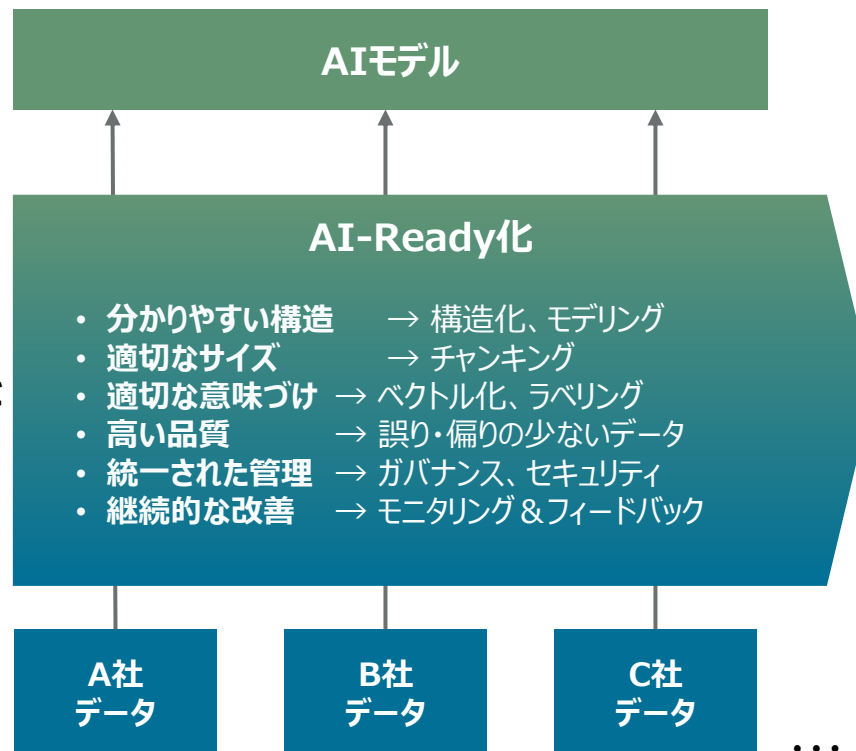 AIモデル
AI-Ready化
• 分かりやすい構造 → 構造化、モデリング
• 適切なサイズ → チャンキング
• 適切な意味づけ → ベクトル化、ラベリング
• 高い品質 → 誤り・偏りの少ないデータ
• 統一された管理 → ガバナンス、セキュリティ
• 継続的な改善 → モニタリング＆フィードバック
A社
データ
B社
データ
C社
データ
…